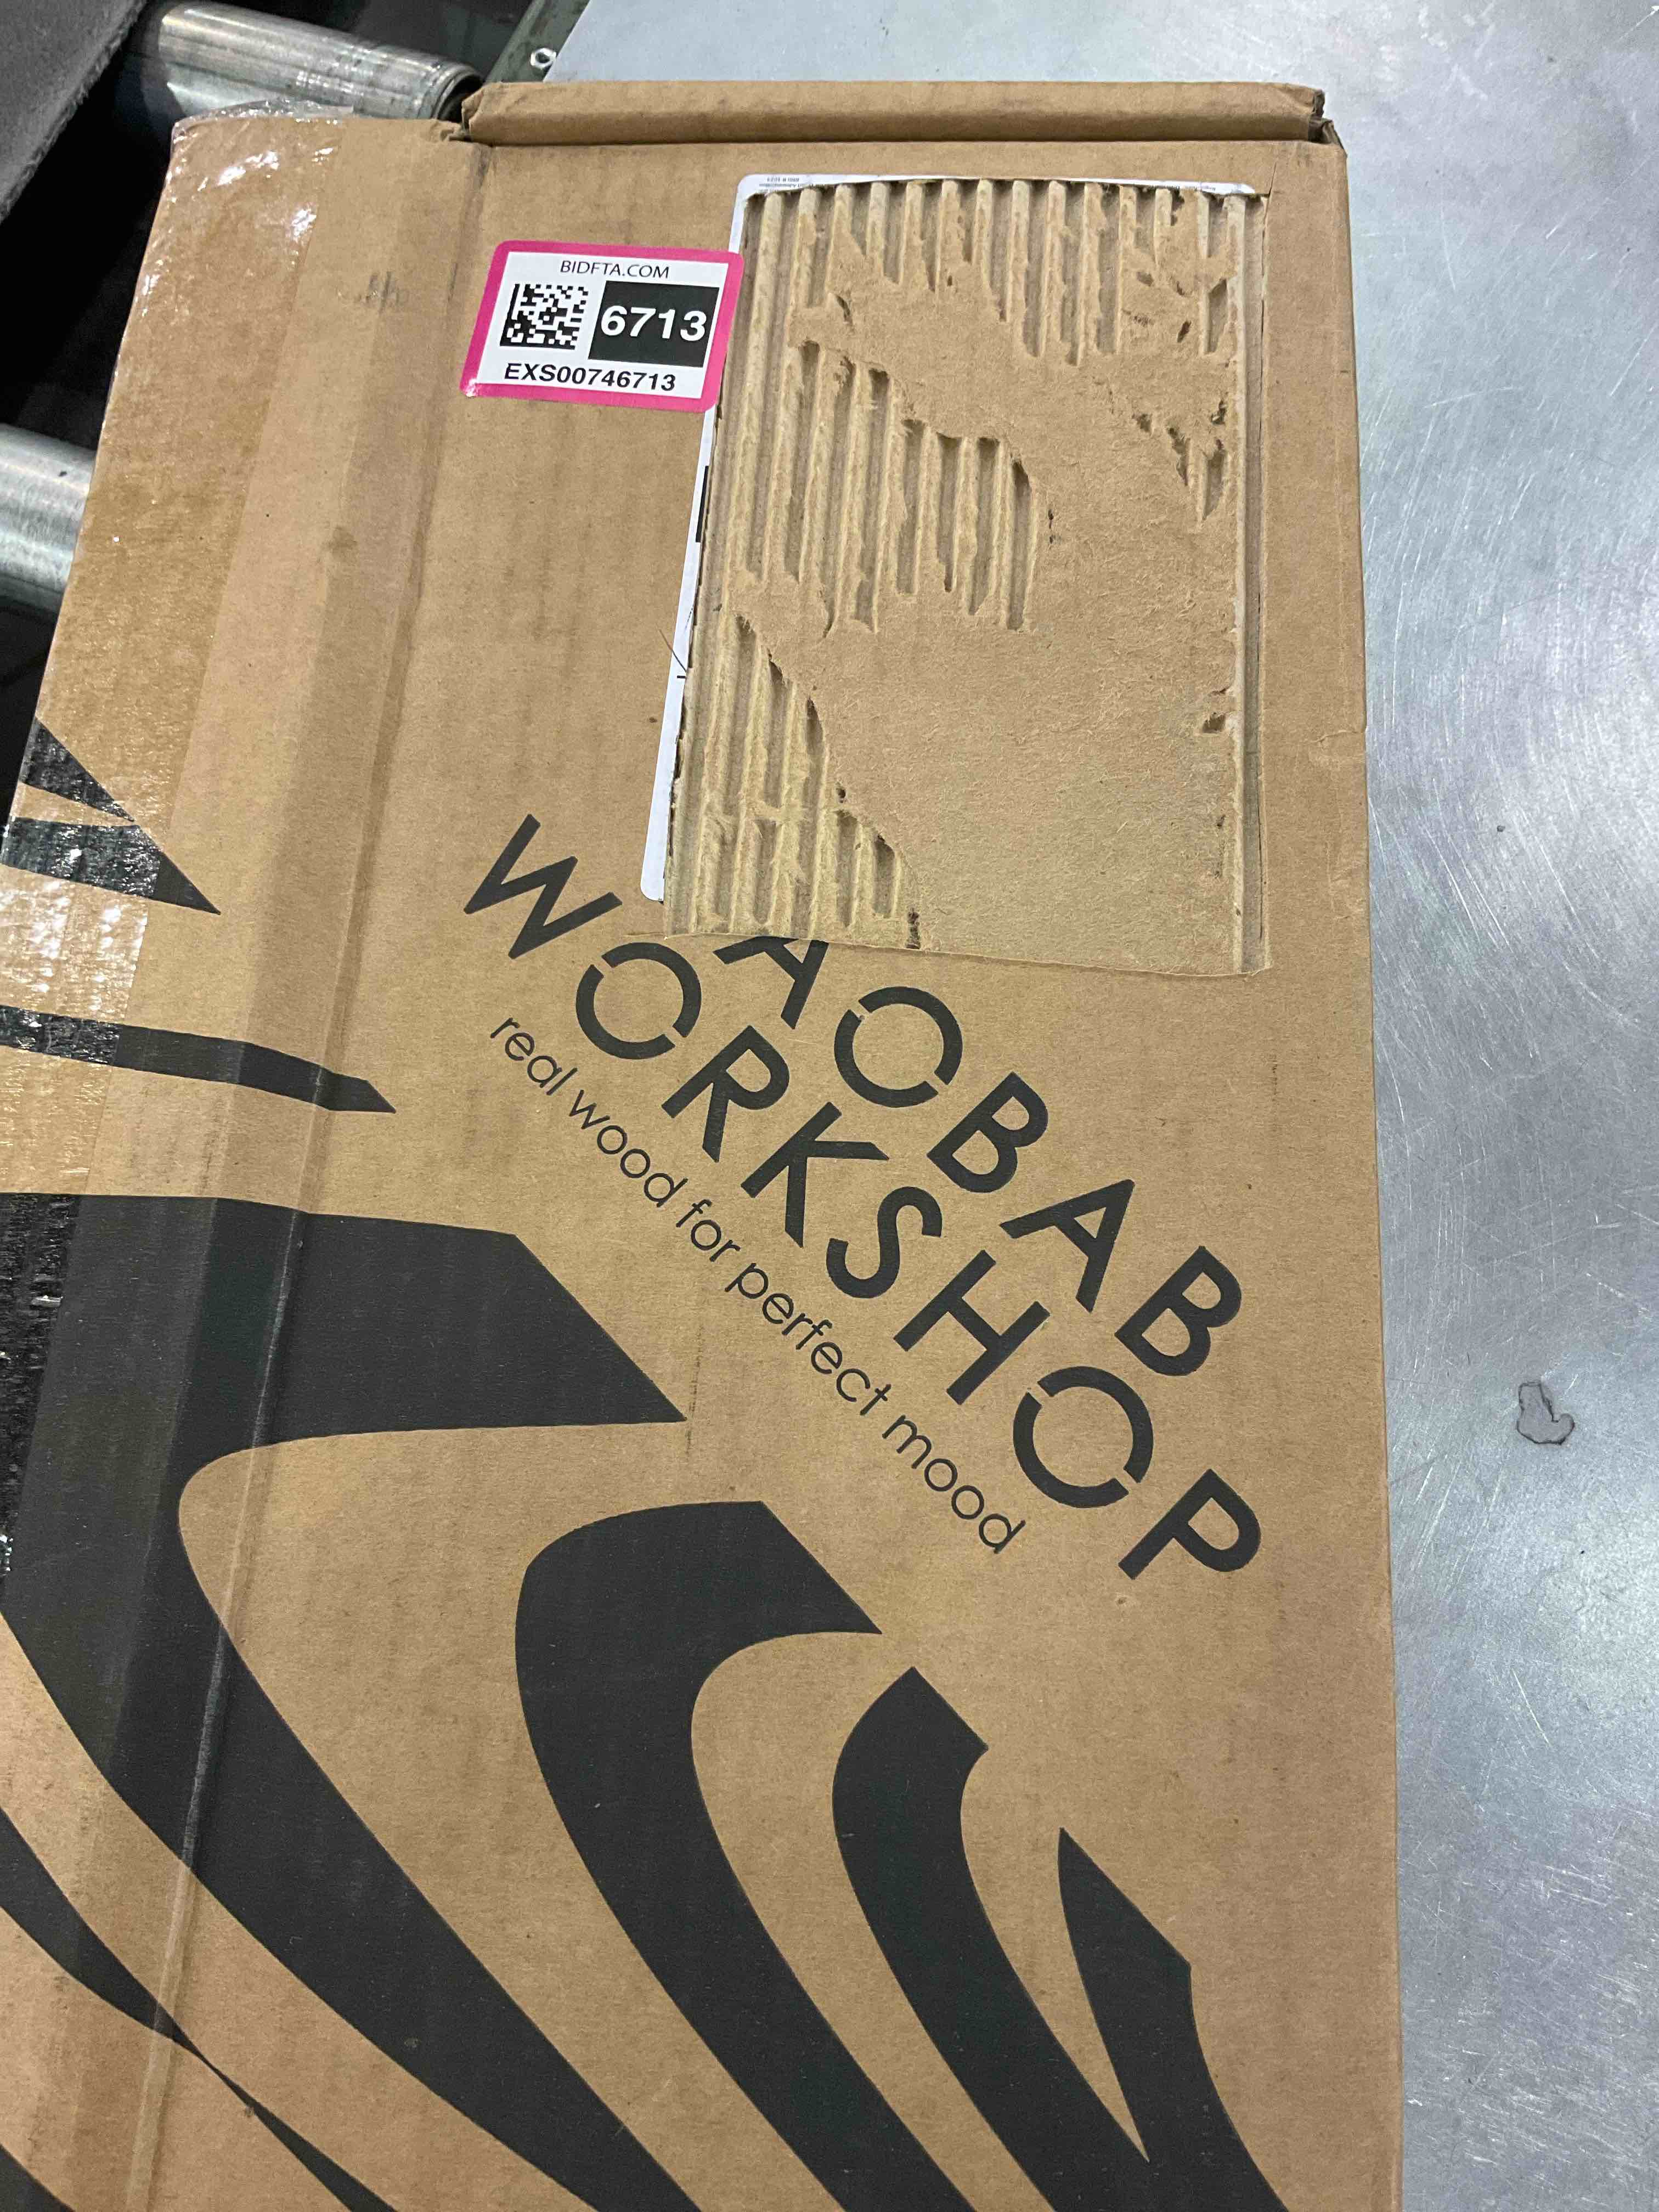 BIDFTA.COM
6713
EXS00746713
AOBAB
WORKSHOP
real wood for perfect mood